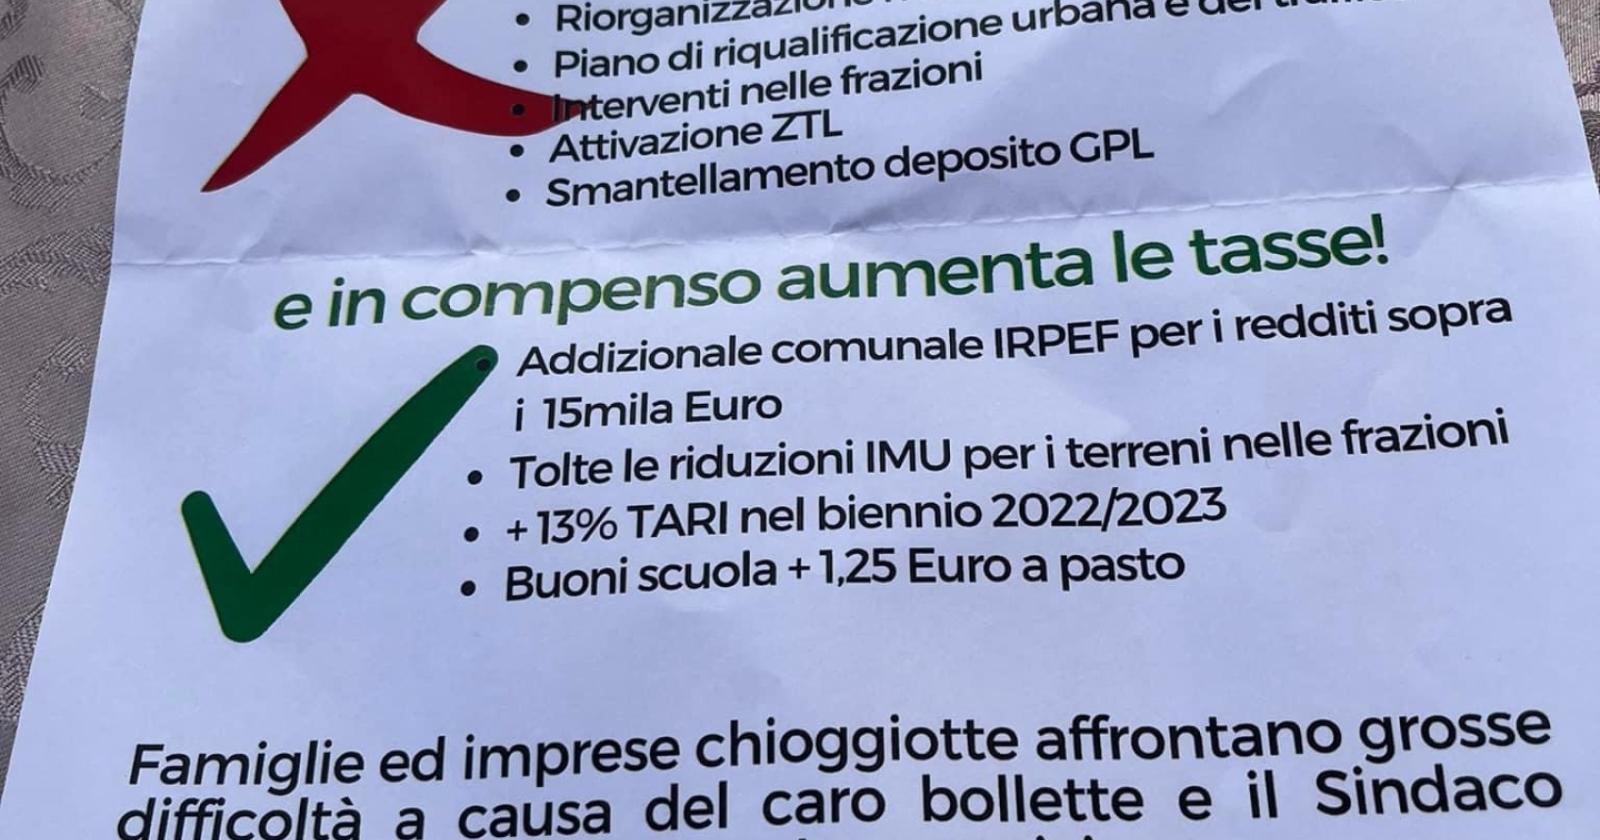 • Riorganizzazione
• Piano di riqualificazione urbana e del
• Interventi nelle frazioni
• Attivazione ZTL
• Smantellamento deposito GPL
e in compenso aumenta le tasse!
• Addizionale comunale IRPEF per i redditi sopra
i 15mila Euro
• Tolte le riduzioni IMU per i terreni nelle frazioni
• + 13% TARI nel biennio 2022/2023
• Buoni scuola + 1,25 Euro a pasto
Famiglie ed imprese chioggiotte affrontano grosse
difficoltà a causa del caro bollette e il Sindaco